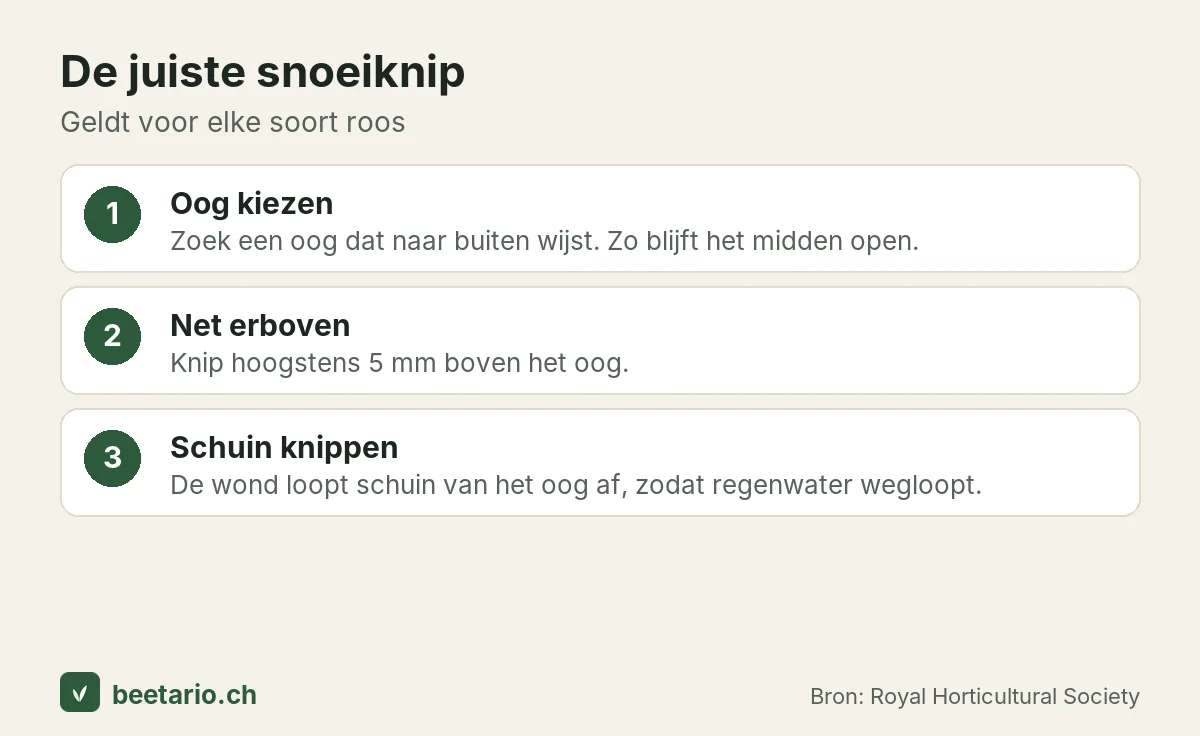 De juiste snoeiknip
Geldt voor elke soort roos
1
Oog kiezen
Zoek een oog dat naar buiten wijst. Zo blijft het midden open.
2
Net erboven
Knip hoogstens 5 mm boven het oog.
3
Schuin knippen
De wond loopt schuin van het oog af, zodat regenwater wegloopt.
beetario.ch
Bron: Royal Horticultural Society